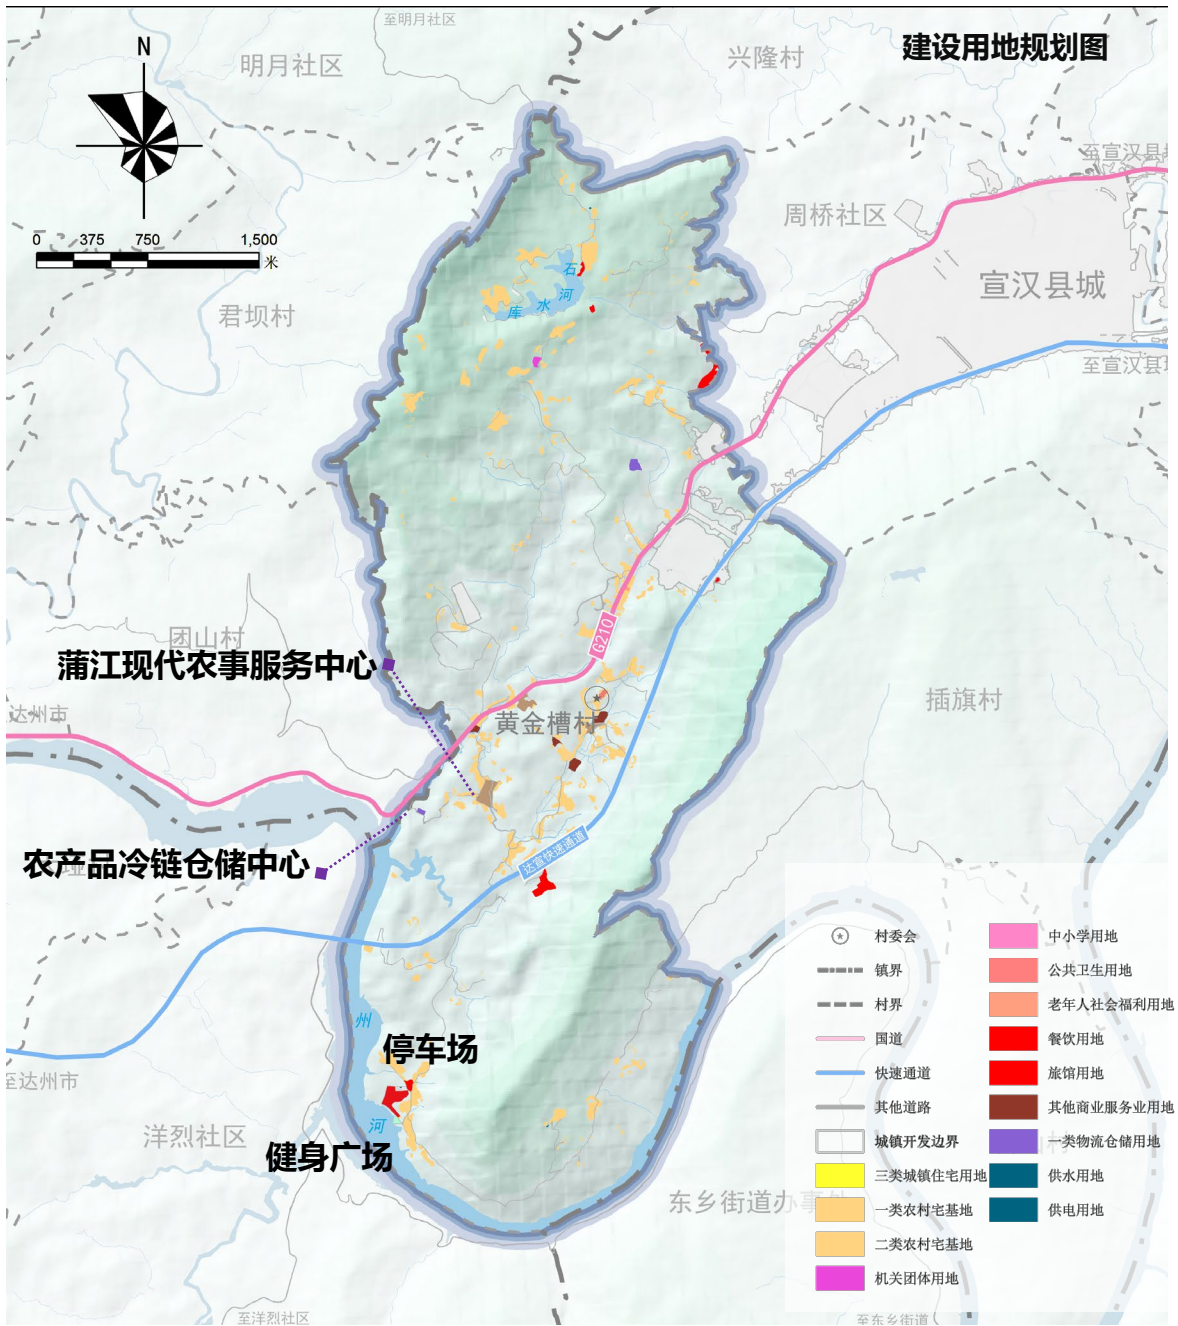 至明月社区
建设用地规划图
兴隆村
明月社区
N
至宣汉县城
周桥社区
0 375 750 1,500
米
石
河
水
库
宣汉县城
君坝村
至宣汉县城
G210
团山村
蒲江现代农事服务中心
插旗村
达州市
黄金槽村
达宣快速通道
农产品冷链仓储中心
州
河
停车场
至达州市
洋烈社区
健身广场
东乡街道办事处
至洋烈社区
至东乡街道
村委会
镇界
村界
国道
快速通道
其他道路
城镇开发边界
三类城镇住宅用地
一类农村宅基地
二类农村宅基地
机关团体用地
中小学用地
公共卫生用地
老年人社会福利用地
餐饮用地
旅馆用地
其他商业服务业用地
一类物流仓储用地
供水用地
供电用地